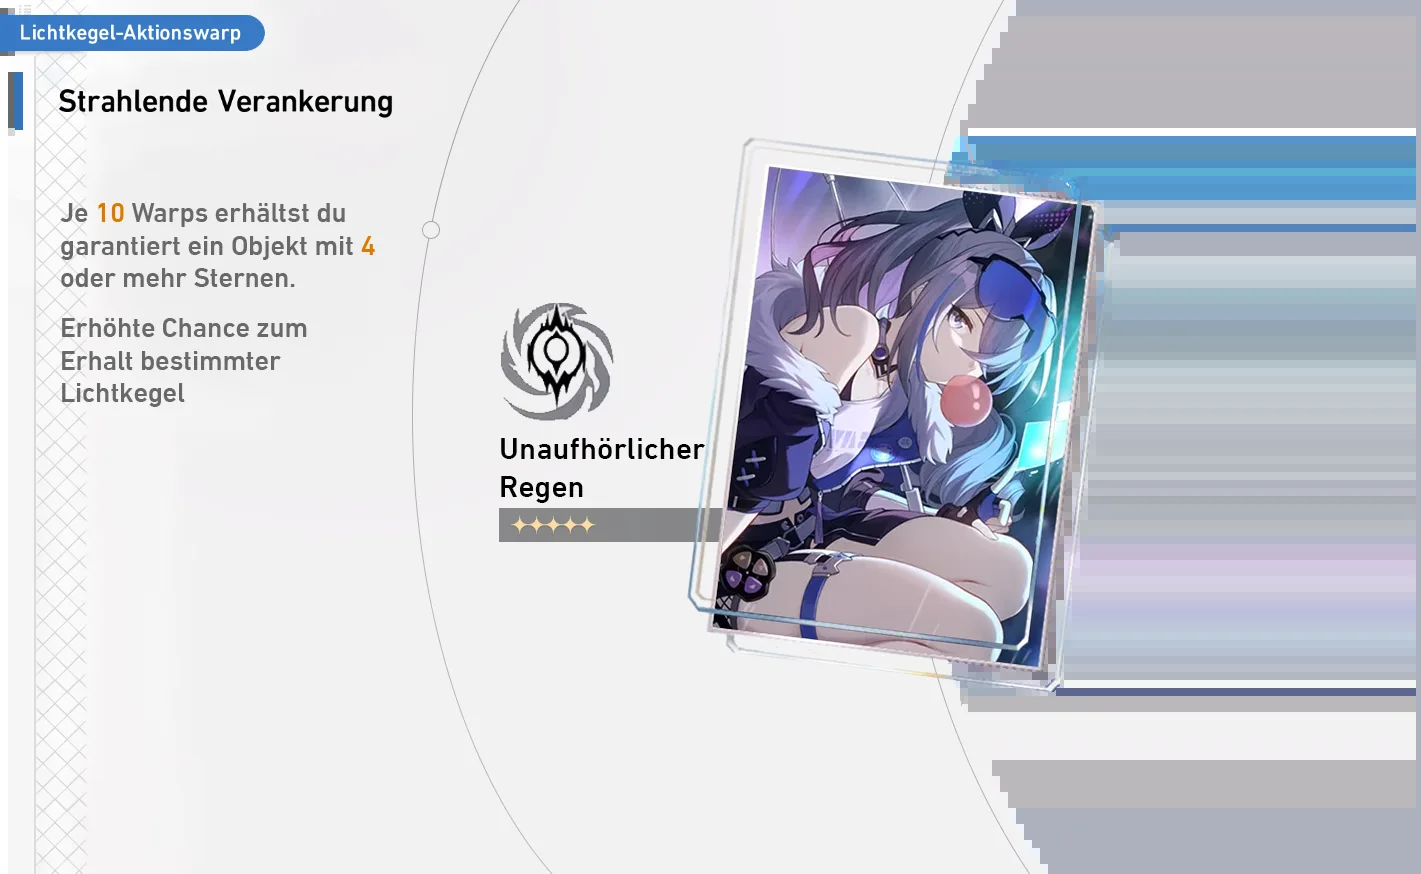 Lichtkegel-Aktionswarp
Strahlende Verankerung
Je 10 Warps erhältst du
garantiert ein Objekt mit 4
oder mehr Sternen.
Erhöhte Chance zum
Erhalt bestimmter
Lichtkegel
Unaufhörlicher
Regen